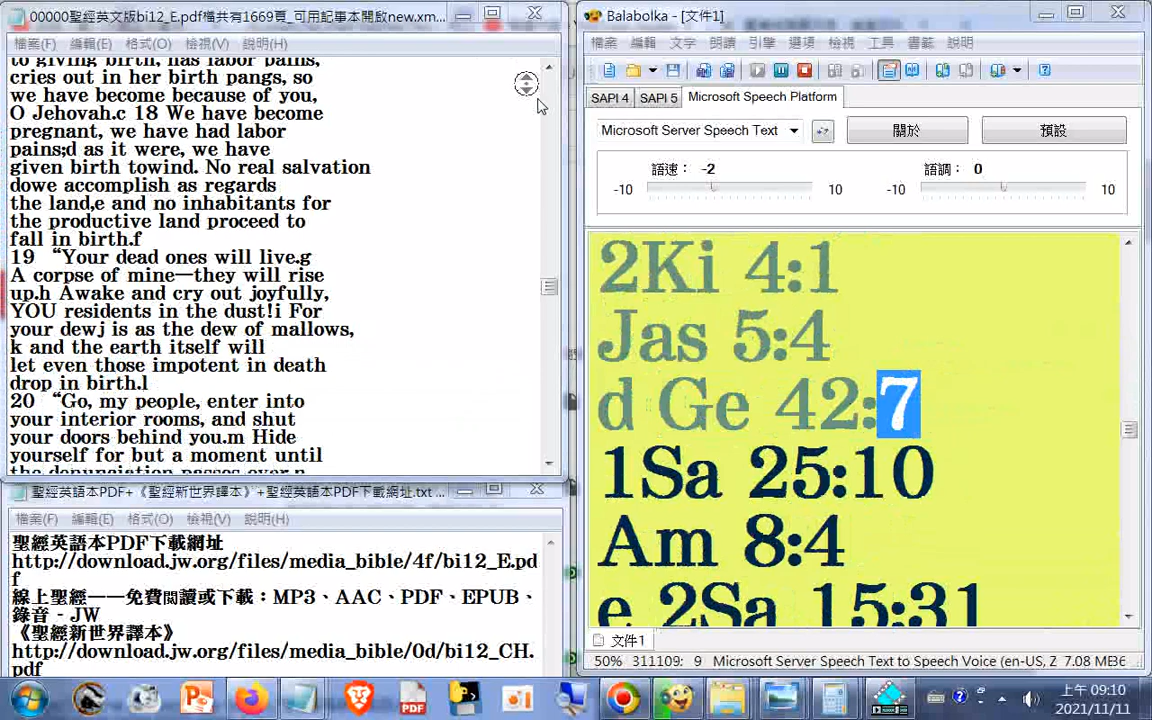 00000聖經英文版bi12_E.pdf檔共有1669頁_可用記事本開啟new.xm...
檔案(F) 編輯(E) 格式(O) 檢視(V) 說明(H)
to giving birth, has labor pains,
cries out in her birth pangs, so
we have become because of you,
O Jehovah.c 18 We have become
pregnant, we have had labor
pains;d as it were, we have
given birth towind. No real salvation
dowe accomplish as regards
the land,e and no inhabitants for
the productive land proceed to
fall in birth.f
19 “Your dead ones will live.g
A corpse of mine—they will rise
up.h Awake and cry out joyfully,
YOU residents in the dust!i For
your dewj is as the dew of mallows,
k and the earth itself will
let even those impotent in death
drop in birth.l
20 “Go, my people, enter into
your interior rooms, and shut
your doors behind you.m Hide
yourself for but a moment until
the denunciation passes over.n
聖經英語本PDF+《聖經新世界譯本》+聖經英語本PDF下載網址.txt ...
檔案(F) 編輯(E) 格式(O) 檢視(V) 說明(H)
聖經英語本PDF下載網址
http://download.jw.org/files/media_bible/4f/bi12_E.pd
f
線上聖經——免費閱讀或下載：MP3、AAC、PDF、EPUB、
錄音 - JW
《聖經新世界譯本》
http://download.jw.org/files/media_bible/0d/bi12_CH.
pdf
Balabolka - [文件1]
檔案 編輯 文字 朗讀 引擎 選項 檢視 工具 書籤 說明
SAPI 4 SAPI 5 Microsoft Speech Platform
Microsoft Server Speech Text 關於 預設
語速： -2 語調： 0
-10 10 -10 10
2Ki 4:1
Jas 5:4
d Ge 42:7
1Sa 25:10
Am 8:4
e 2Sa 15:31
文件1
50% 311109: 9 Microsoft Server Speech Text to Speech Voice (en-US, Z 7.08 MB
PDF
上午 09:10
2021/11/11